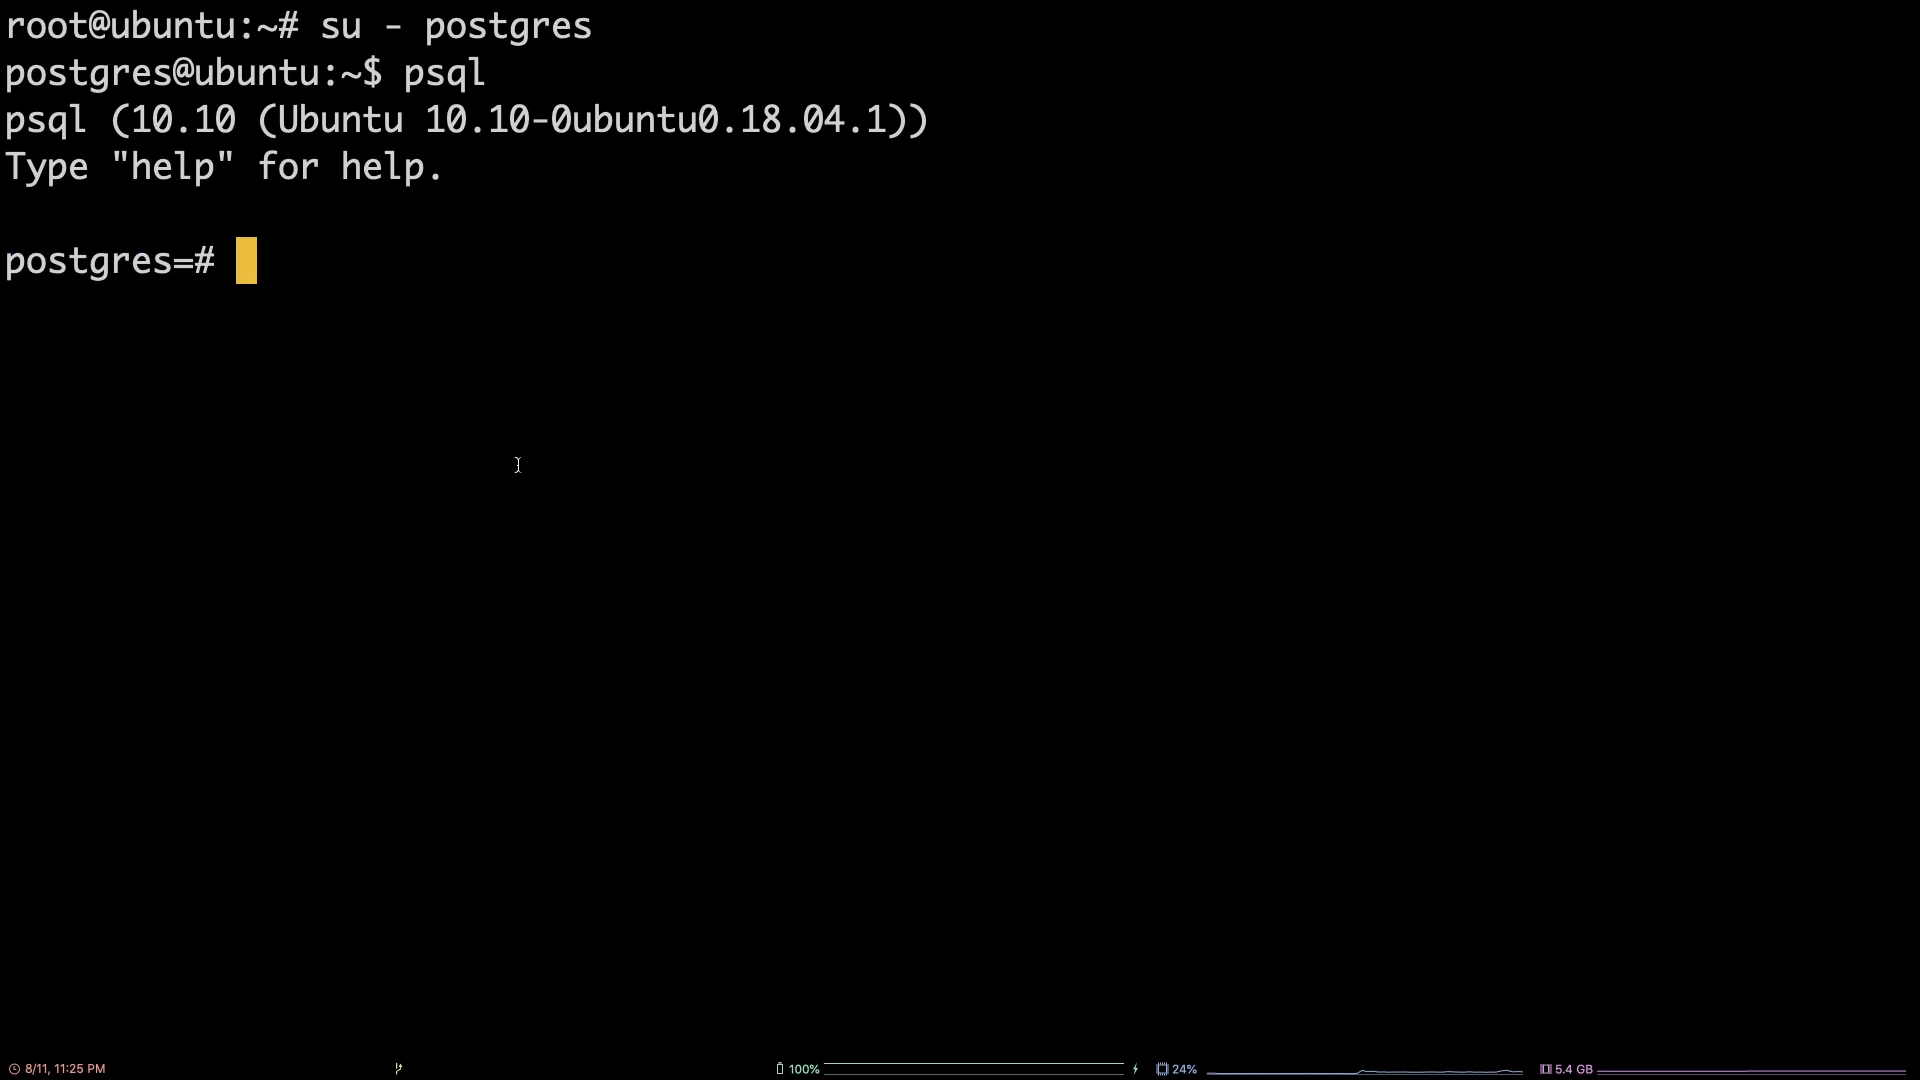 root@ubuntu:~# su - postgres
postgres@ubuntu:~$ psql
psql (10.10 (Ubuntu 10.10-0ubuntu0.18.04.1))
Type "help" for help.
postgres=#
8/11, 11:25 PM 100% 24% 5.4 GB